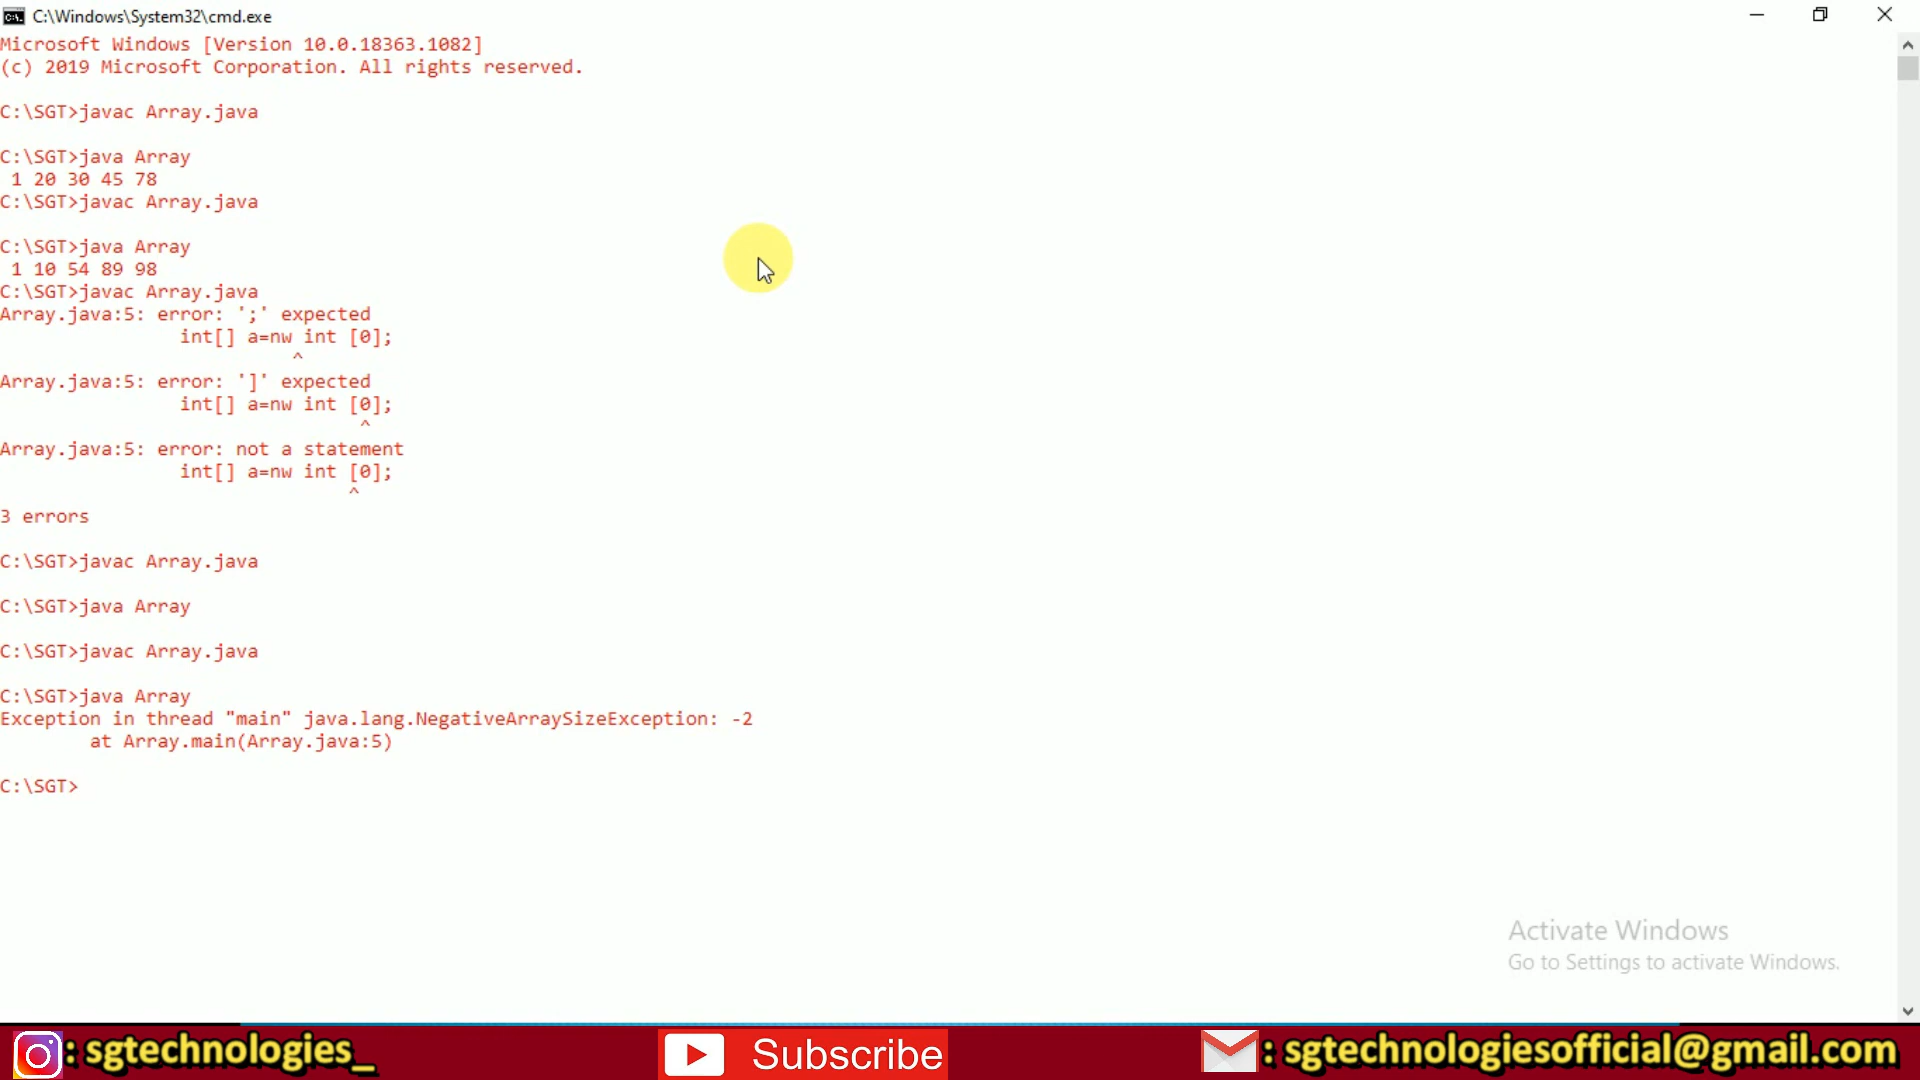 C:\Windows\System32\cmd.exe
Microsoft Windows [Version 10.0.18363.1082]
(c) 2019 Microsoft Corporation. All rights reserved.
C:\SGT>javac Array.java
C:\SGT>java Array
1 20 30 45 78
C:\SGT>javac Array.java
C:\SGT>java Array
1 10 54 89 98
C:\SGT>javac Array.java
Array.java:5: error: ';' expected
int[] a=nw int [0];
^
Array.java:5: error: ']' expected
int[] a=nw int [0];
^
Array.java:5: error: not a statement
int[] a=nw int [0];
^
3 errors
C:\SGT>javac Array.java
C:\SGT>java Array
C:\SGT>javac Array.java
C:\SGT>java Array
Exception in thread "main" java.lang.NegativeArraySizeException: -2
at Array.main(Array.java:5)
C:\SGT>
Activate Windows
Go to Settings to activate Windows.
: sgtechnologies_
Subscribe
: sgtechnologiesofficial@gmail.com